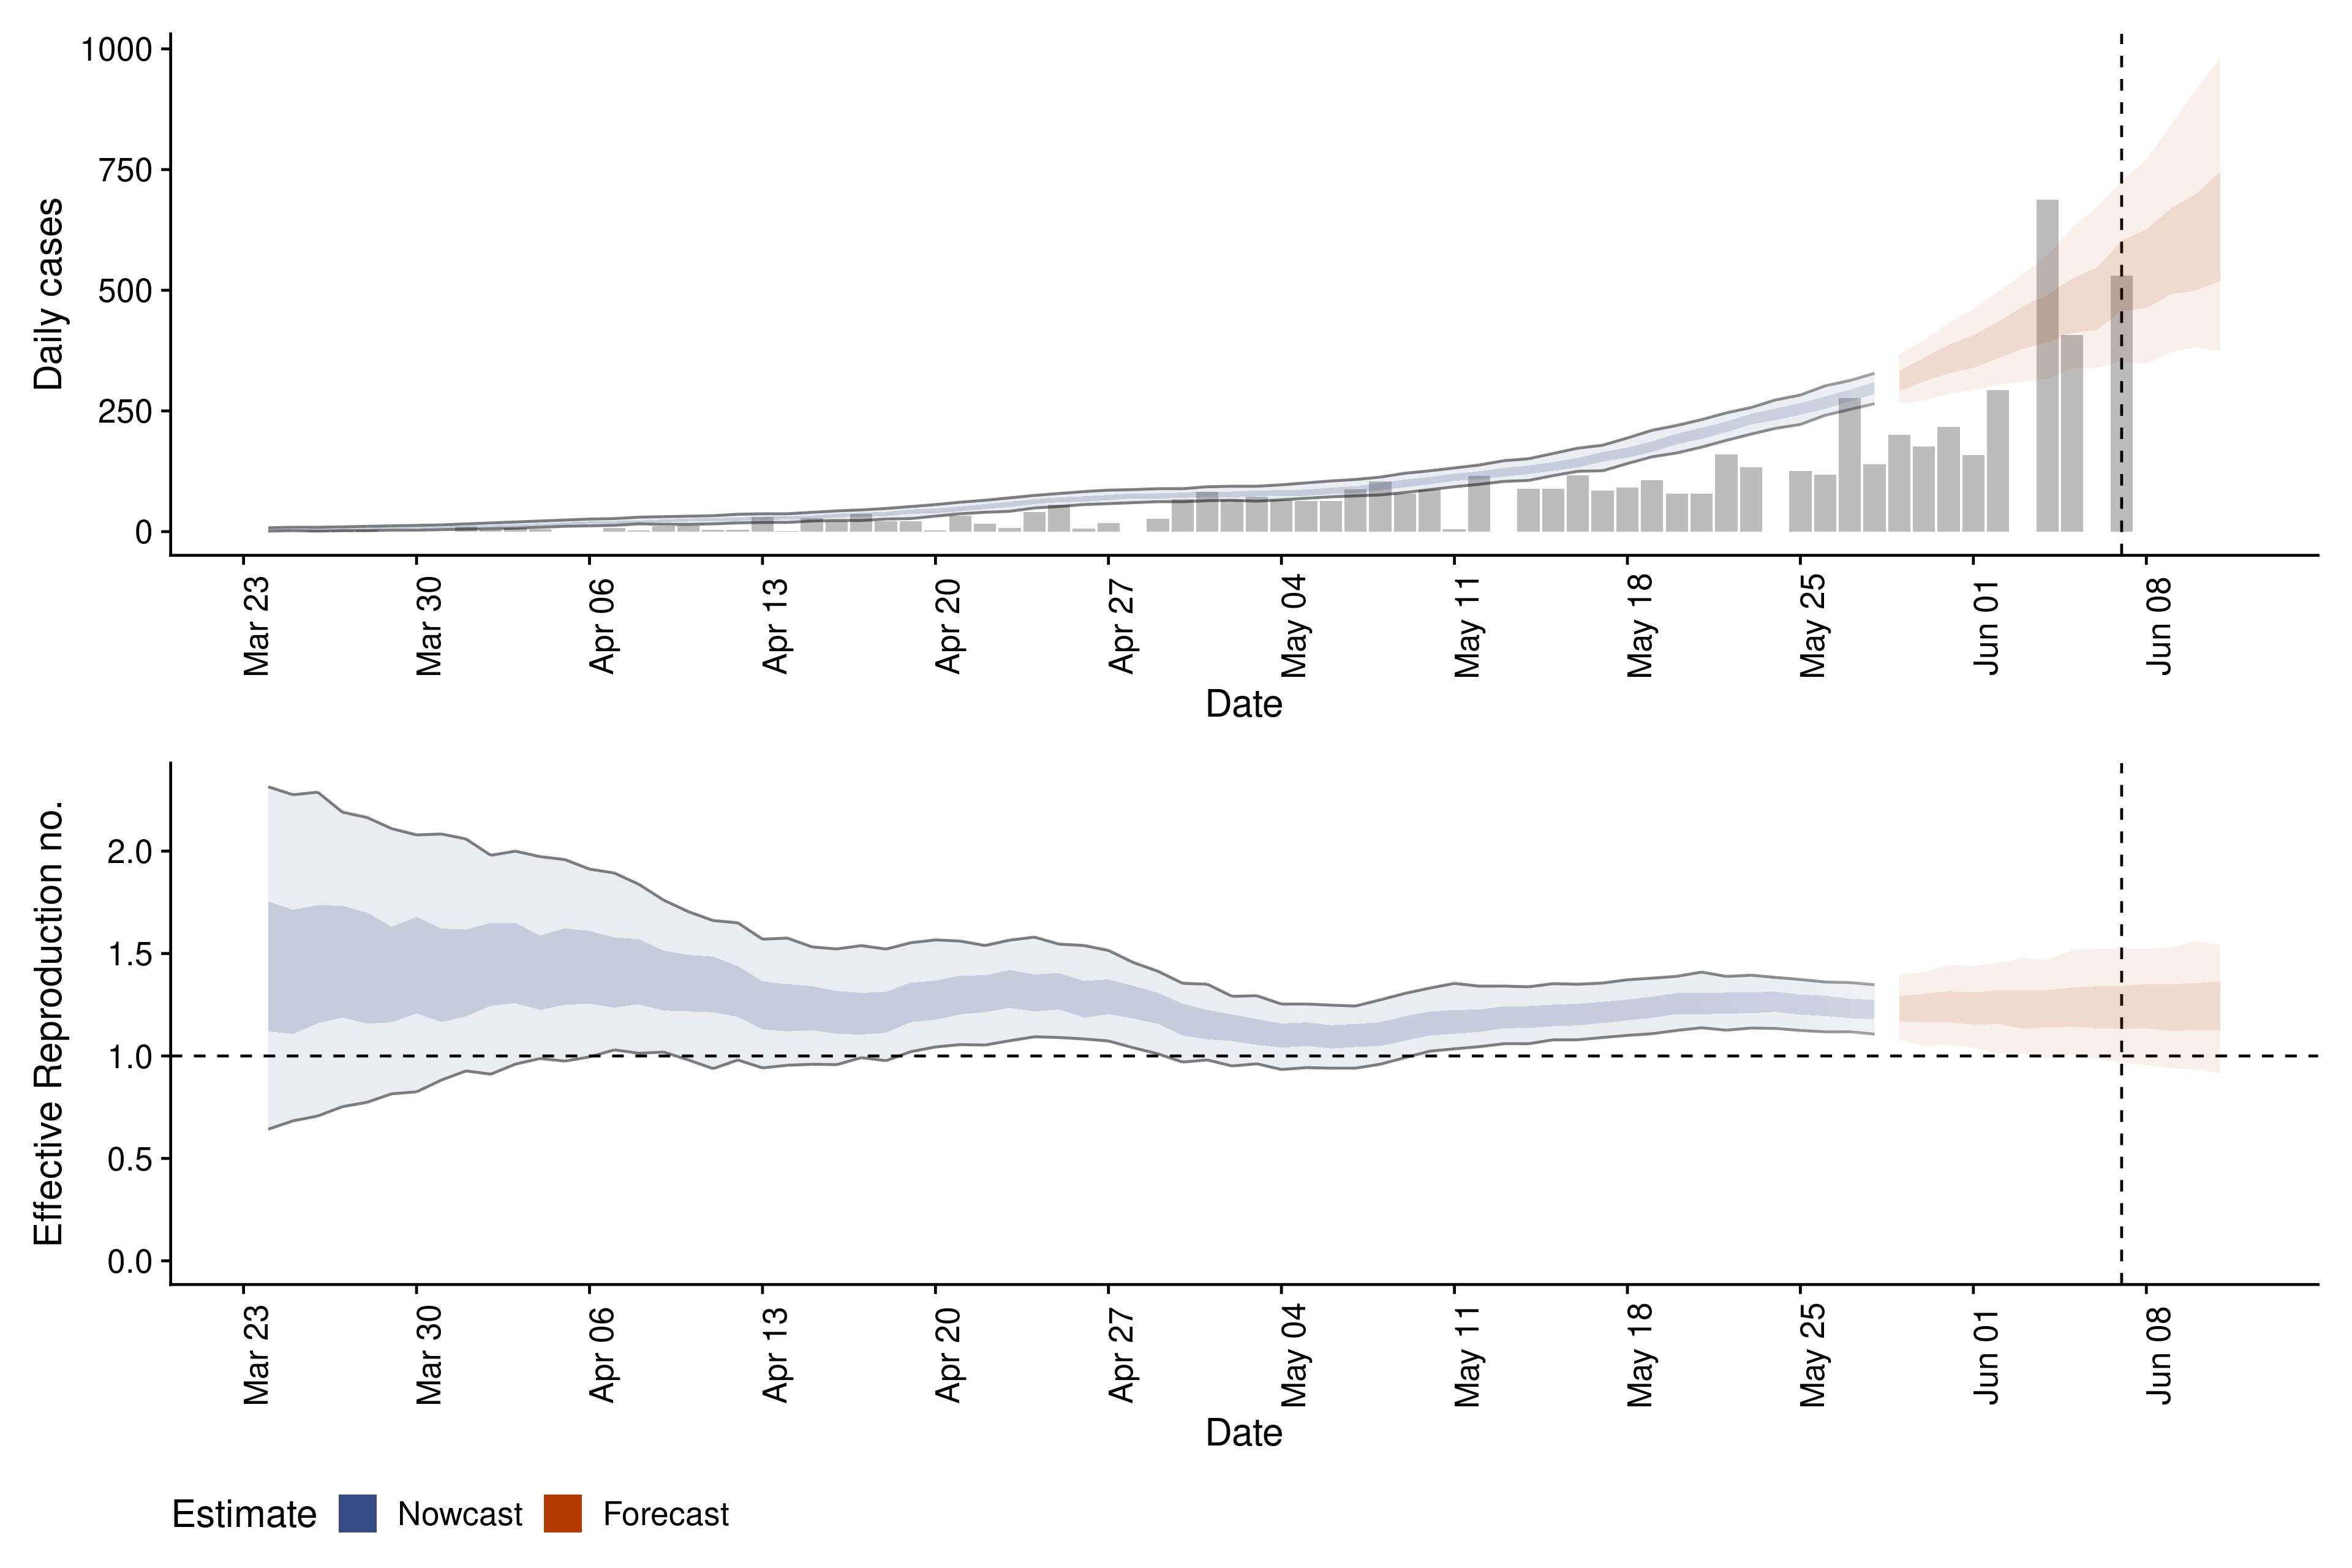 1000
750
500
250
0
Daily cases
Mar 23 Mar 30 Apr 06 Apr 13 Apr 20 Apr 27 May 04 May 11 May 18 May 25 Jun 01 Jun 08
Date
2.0
1.5
1.0
0.5
0.0
Effective Reproduction no.
Mar 23 Mar 30 Apr 06 Apr 13 Apr 20 Apr 27 May 04 May 11 May 18 May 25 Jun 01 Jun 08
Date
Estimate Nowcast Forecast